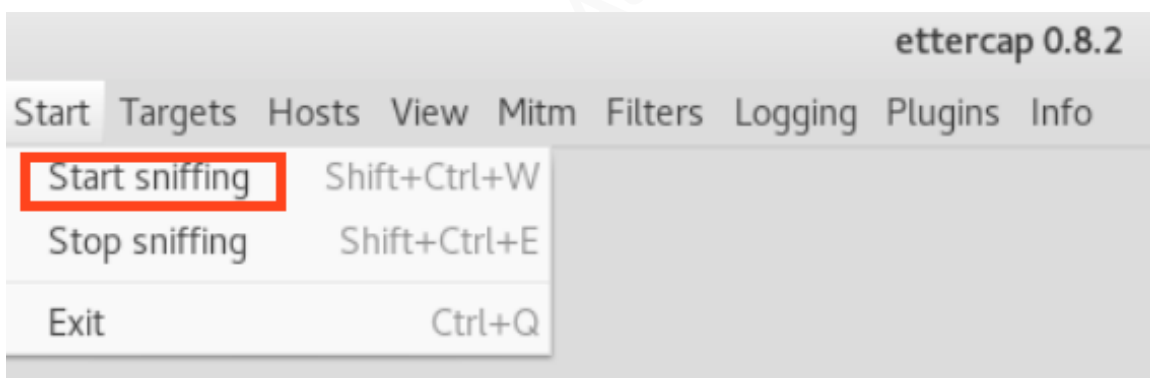 ettercap 0.8.2
Start Targets Hosts View Mitm Filters Logging Plugins Info
Start sniffing Shift+Ctrl+W
Stop sniffing Shift+Ctrl+E
Exit Ctrl+Q